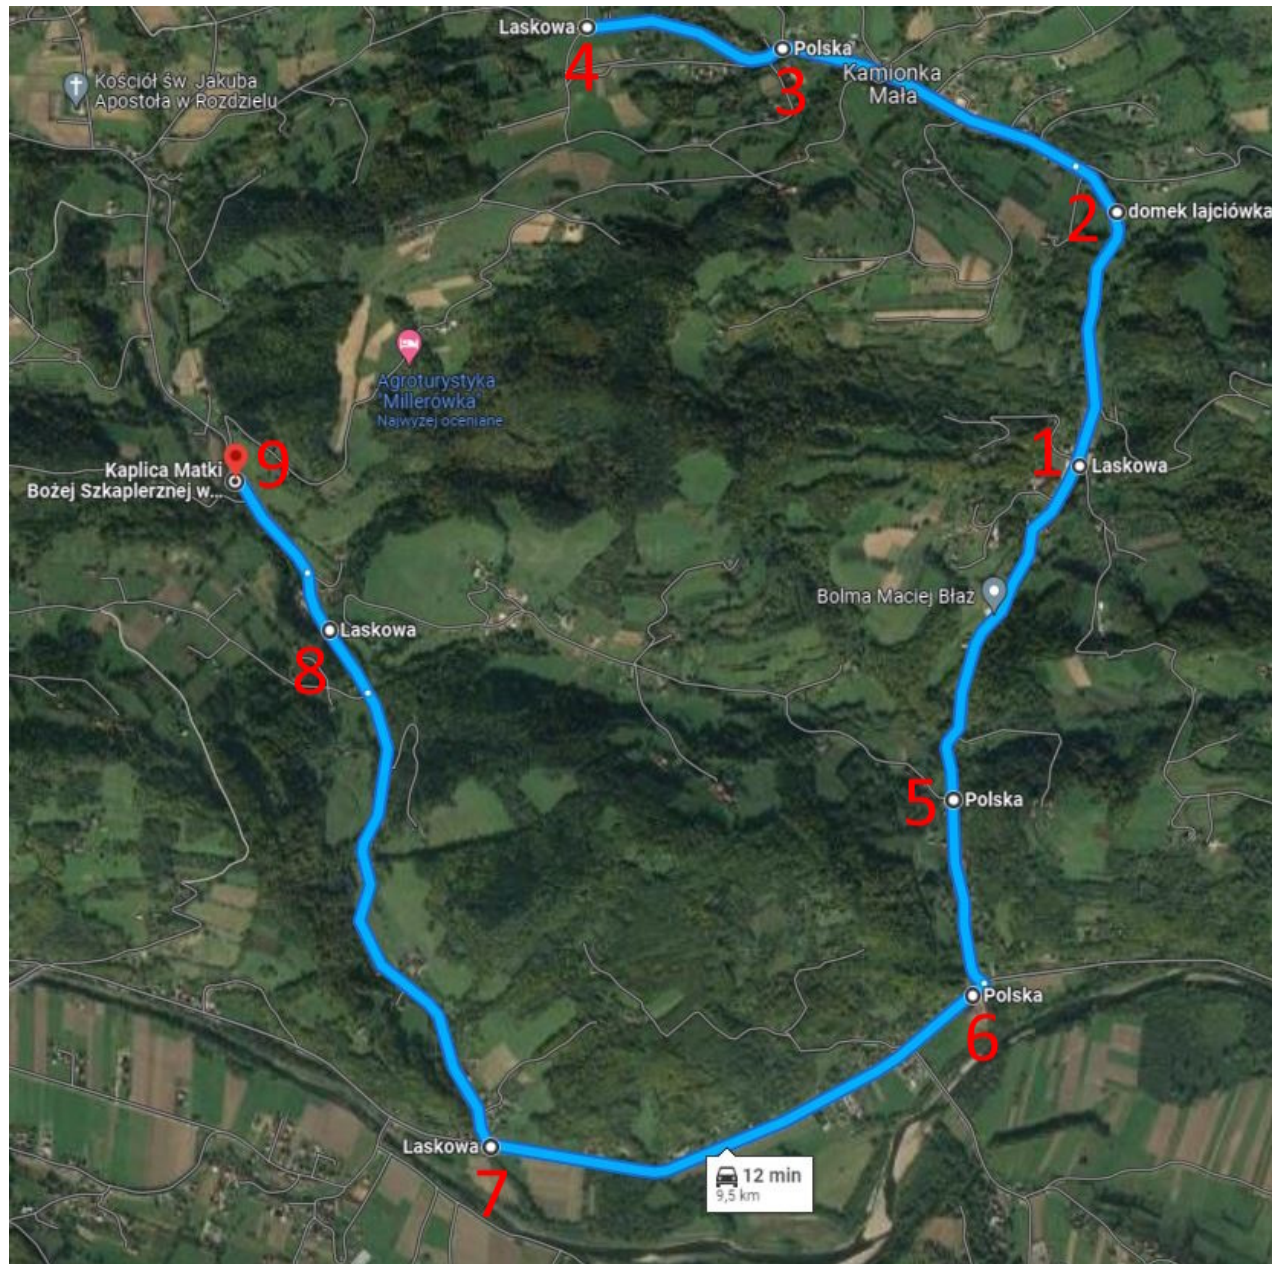 Laskowa
4
Polska
3
Kamionka
Mała
Kościół św. Jakuba
Apostoła w Rozdzielu
2
domek lajciówka
Agroturystyka
"Millerówka"
Najwyżej oceniane
1
Laskowa
9
Kaplica Matki
Bożej Szkaplerznej w...
Bolma Maciej Błaż
Laskowa
8
5
Polska
Polska
6
Laskowa
7
12 min
9,5 km